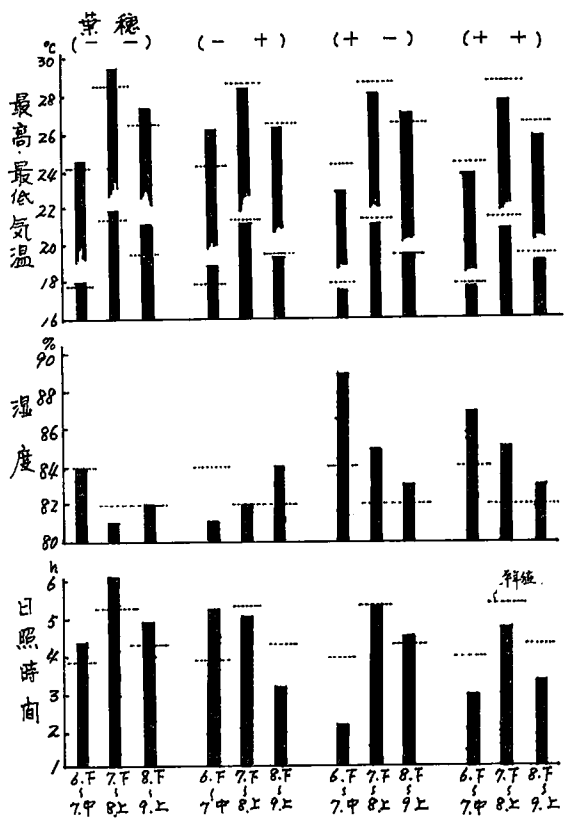 葉穂
(- -) (- +) (+ -) (+ +)
℃
30
28
26
24
22
20
18
16
最高・最低気温
%
90
88
86
84
82
80
湿度
h
6
5
4
3
2
1
日照時間
平年値
6.下 7.下 8.下 6.下 7.下 8.下 6.下 7.下 8.下 6.下 7.下 8.下
~ ~ ~ ~ ~ ~ ~ ~ ~ ~ ~ ~
7.中 8.上 9.上 7中 8.上 9.上 7.中 8.上 9上 7.中 8.上 9.上